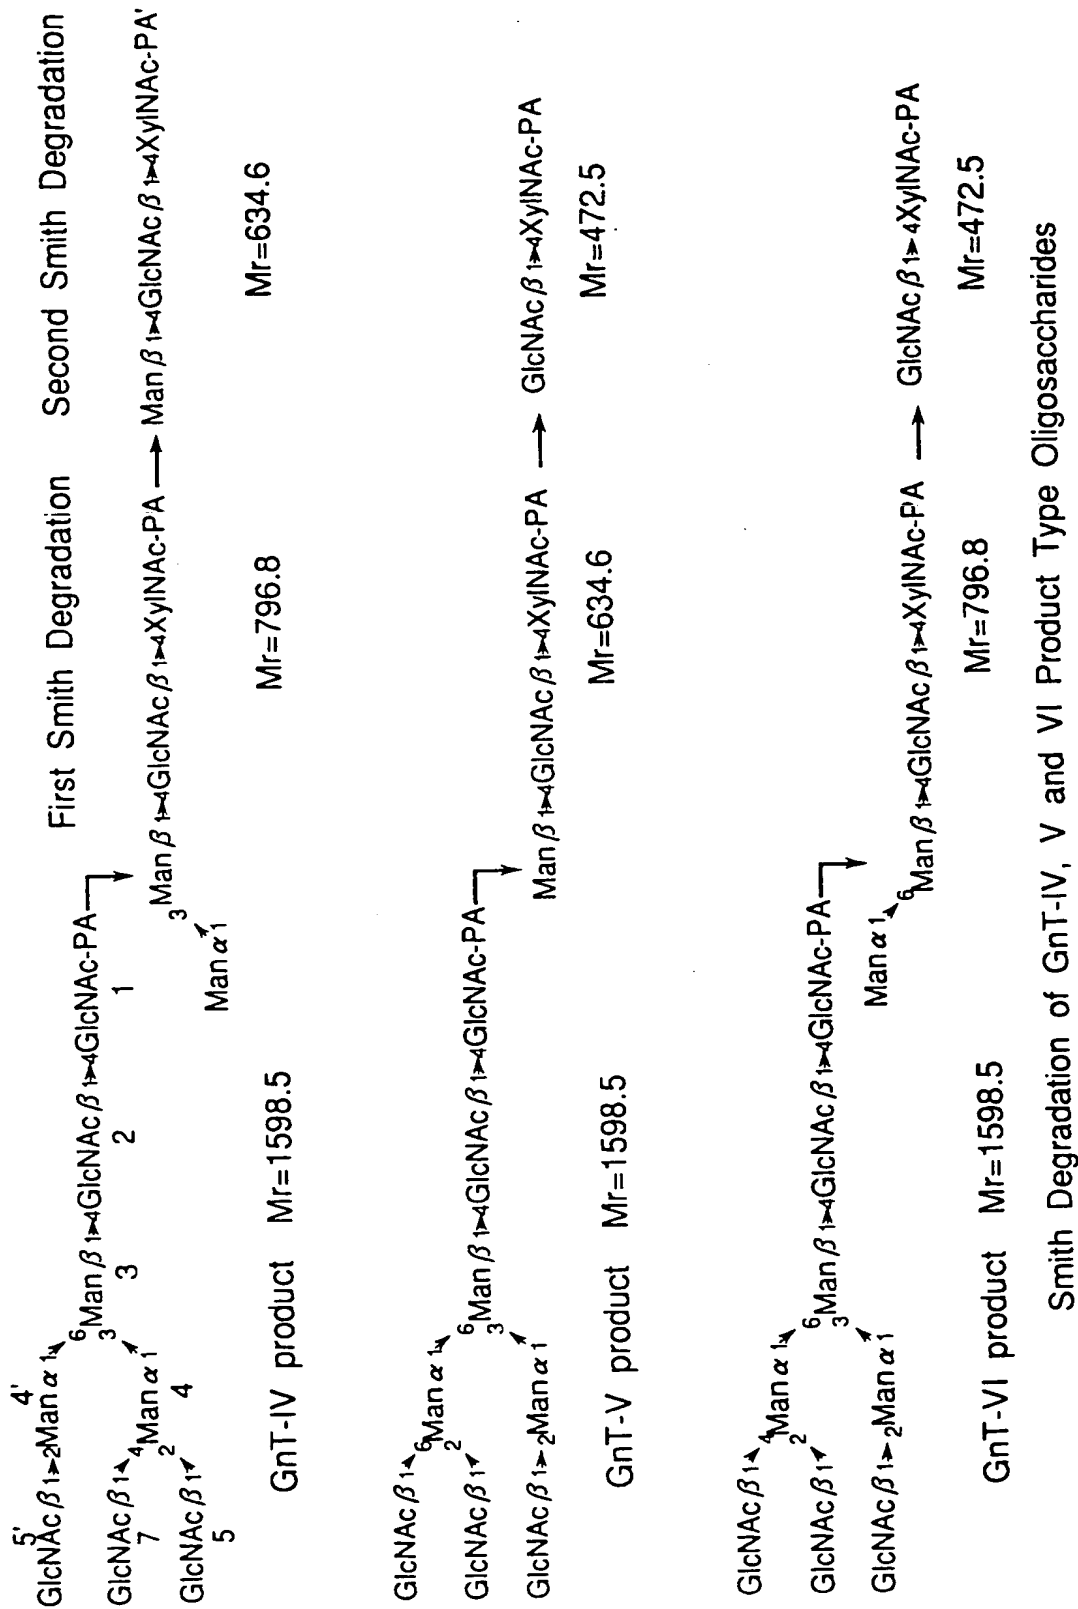 First Smith Degradation Second Smith Degradation
5' 4'
GlcNAcβ1→2Manα1
6
GlcNAcβ1 4 Manβ1→4GlcNAcβ1→4GlcNAc-PA
7 Manα1 3 3 2 1
2 4
GlcNAcβ1
5
3 Manβ1→4GlcNAcβ1→4XylNAc-PA → Manβ1→4GlcNAcβ1→4XylNAc-PA'
Manα1
GnT-IV product Mr=1598.5 Mr=796.8 Mr=634.6
GlcNAcβ1
6
Manα1
2
GlcNAcβ1 6
Manβ1→4GlcNAcβ1→4GlcNAc-PA
3
GlcNAcβ1→2Manα1
Manβ1→4GlcNAcβ1→4XylNAc-PA → GlcNAcβ1→4XylNAc-PA
GnT-V product Mr=1598.5 Mr=634.6 Mr=472.5
GlcNAcβ1
4
Manα1
2
GlcNAcβ1 6
Manβ1→4GlcNAcβ1→4GlcNAc-PA
3
GlcNAcβ1→2Manα1
Manα1
6
Manβ1→4GlcNAcβ1→4XylNAc-PA → GlcNAcβ1→4XylNAc-PA
GnT-VI product Mr=1598.5 Mr=796.8 Mr=472.5
Smith Degradation of GnT-IV, V and VI Product Type Oligosaccharides